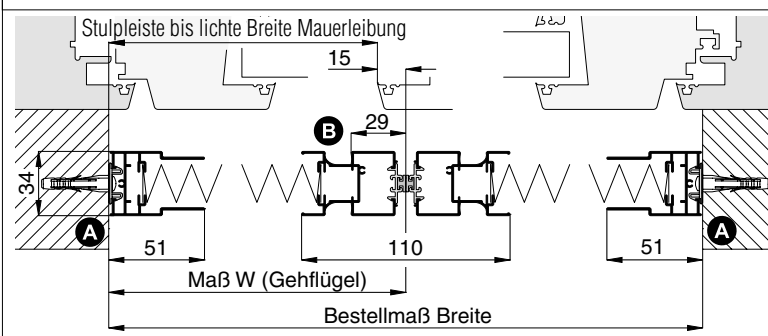 Stulpleiste bis lichte Breite Mauerleibung
15
B
29
34
A
A
51
110
51
Maß W (Gehflügel)
Bestellmaß Breite